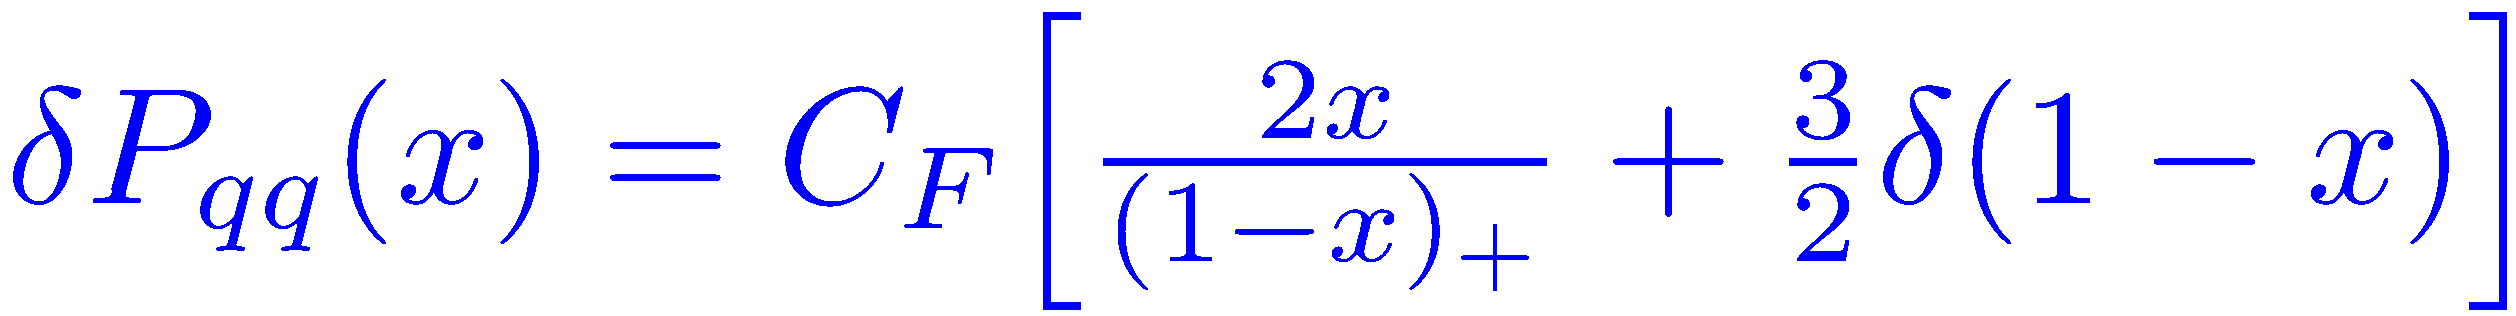 δP_{qq}(x) = C_F [ \frac{2x}{(1-x)_+} + \frac{3}{2} δ(1 − x) ]